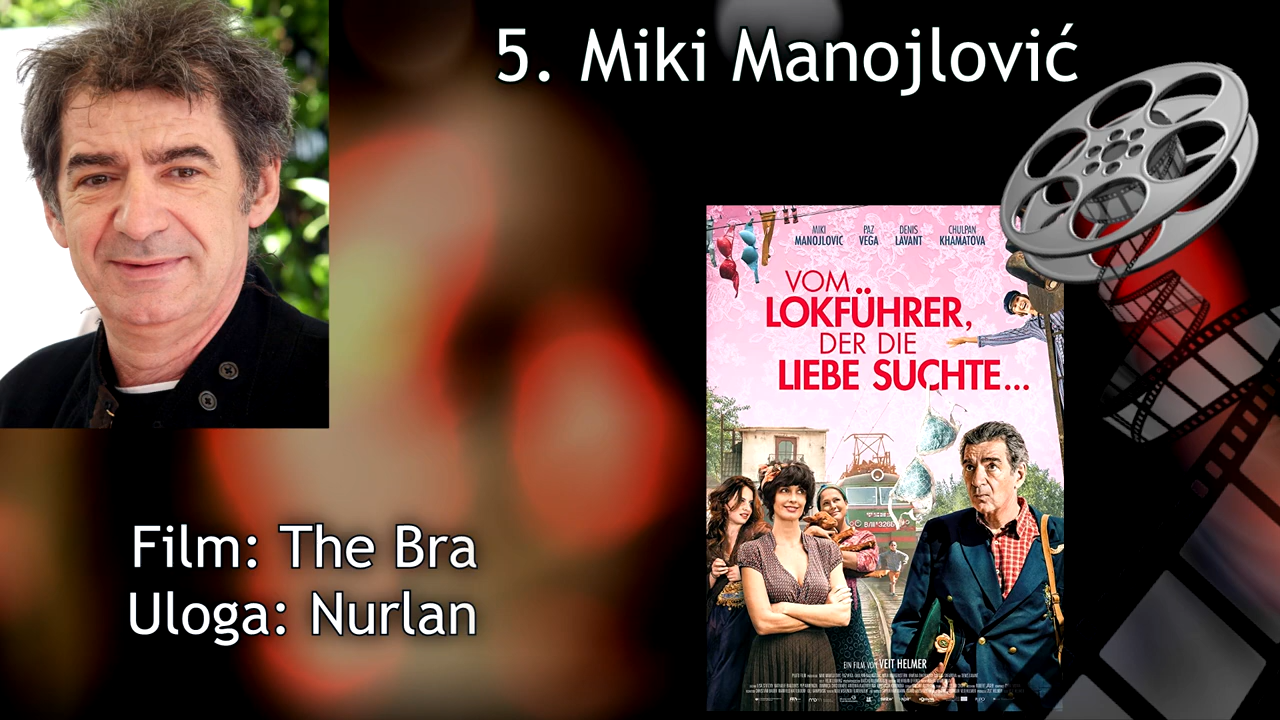 5. Miki Manojlović
MIKI PAZ DENIS CHULPAN
MANOJLOVIC VEGA LAVANT KHAMATOVA
VOM
LOKFÜHRER,
DER DIE
LIEBE SUCHTE...
EIN FILM VON VEIT HELMER
Film: The Bra
Uloga: Nurlan